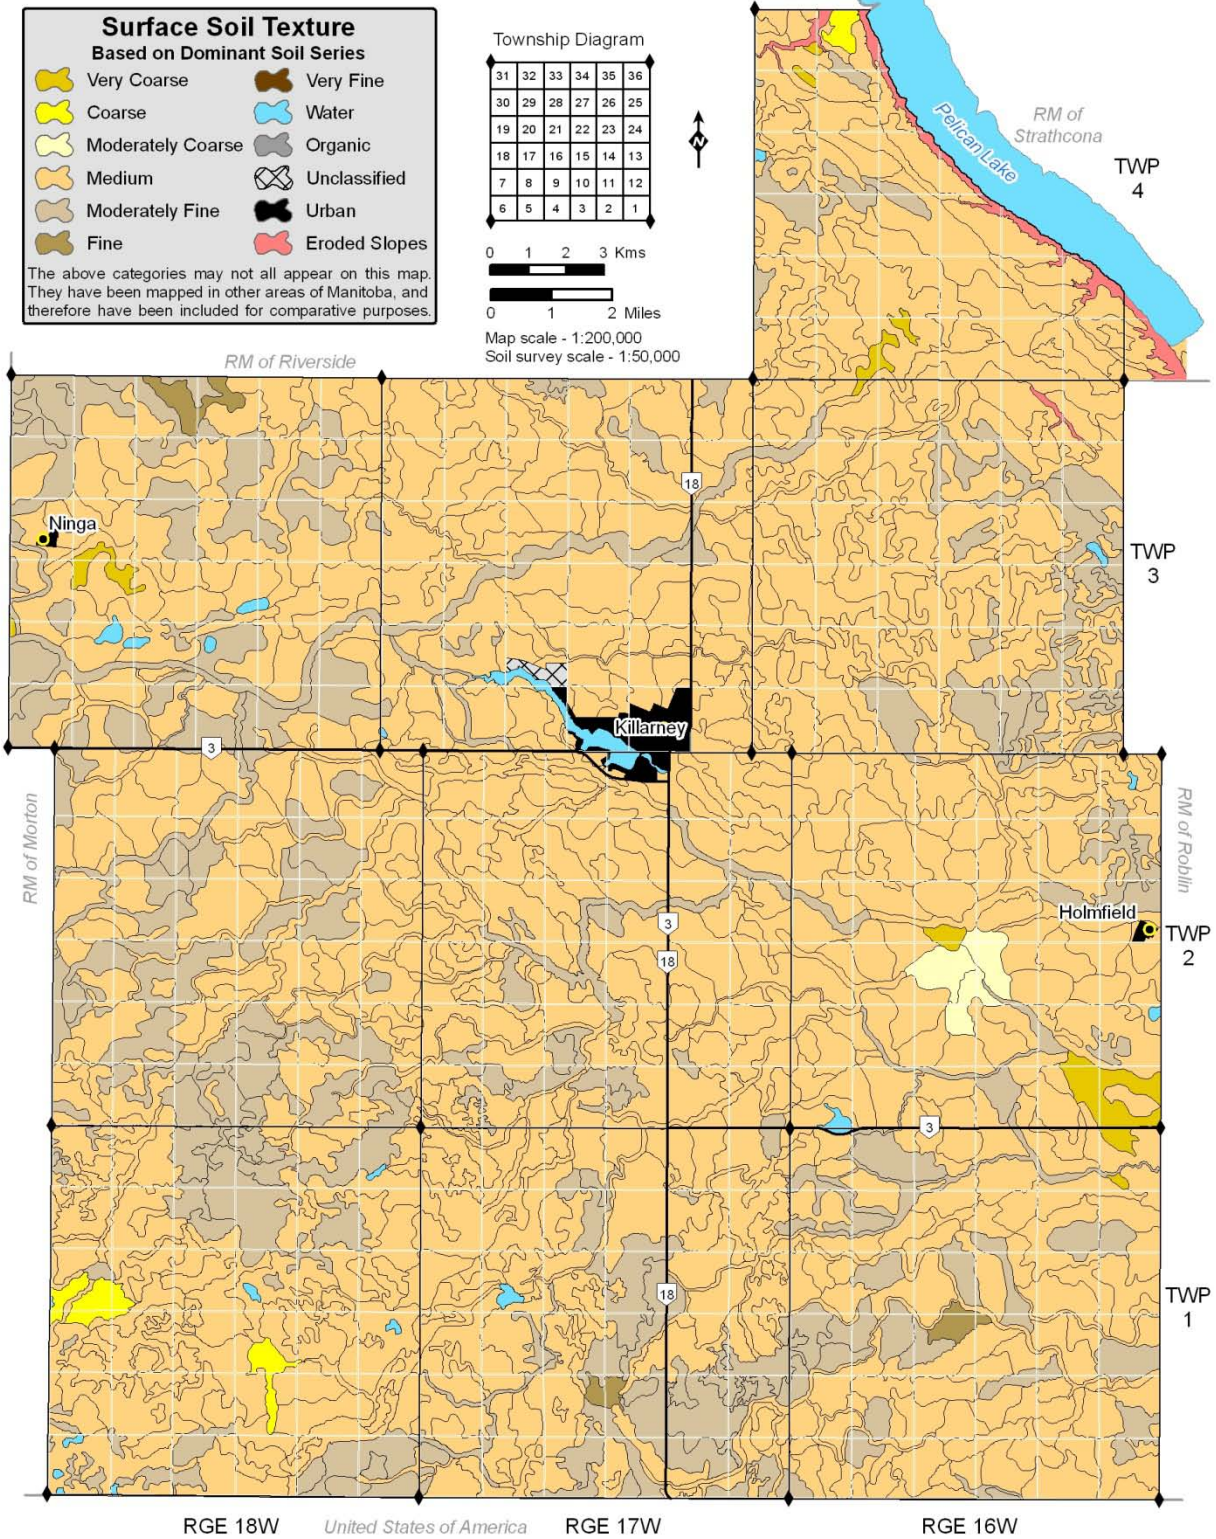 Surface Soil Texture
Based on Dominant Soil Series
Very Coarse
Coarse
Moderately Coarse
Medium
Moderately Fine
Fine
Very Fine
Water
Organic
Unclassified
Urban
Eroded Slopes
The above categories may not all appear on this map.
They have been mapped in other areas of Manitoba, and
therefore have been included for comparative purposes.
Township Diagram
31 32 33 34 35 36
30 29 28 27 26 25
19 20 21 22 23 24
18 17 16 15 14 13
7 8 9 10 11 12
6 5 4 3 2 1
N
0 1 2 3 Kms
0 1 2 Miles
Map scale - 1:200,000
Soil survey scale - 1:50,000
Pelican Lake
RM of
Strathcona
TWP
4
RM of Riverside
18
Ninga
TWP
3
Killarney
3
RM of Morton
RM of Roblin
Holmfield
3
18
TWP
2
3
18
TWP
1
RGE 18W
United States of America
RGE 17W
RGE 16W